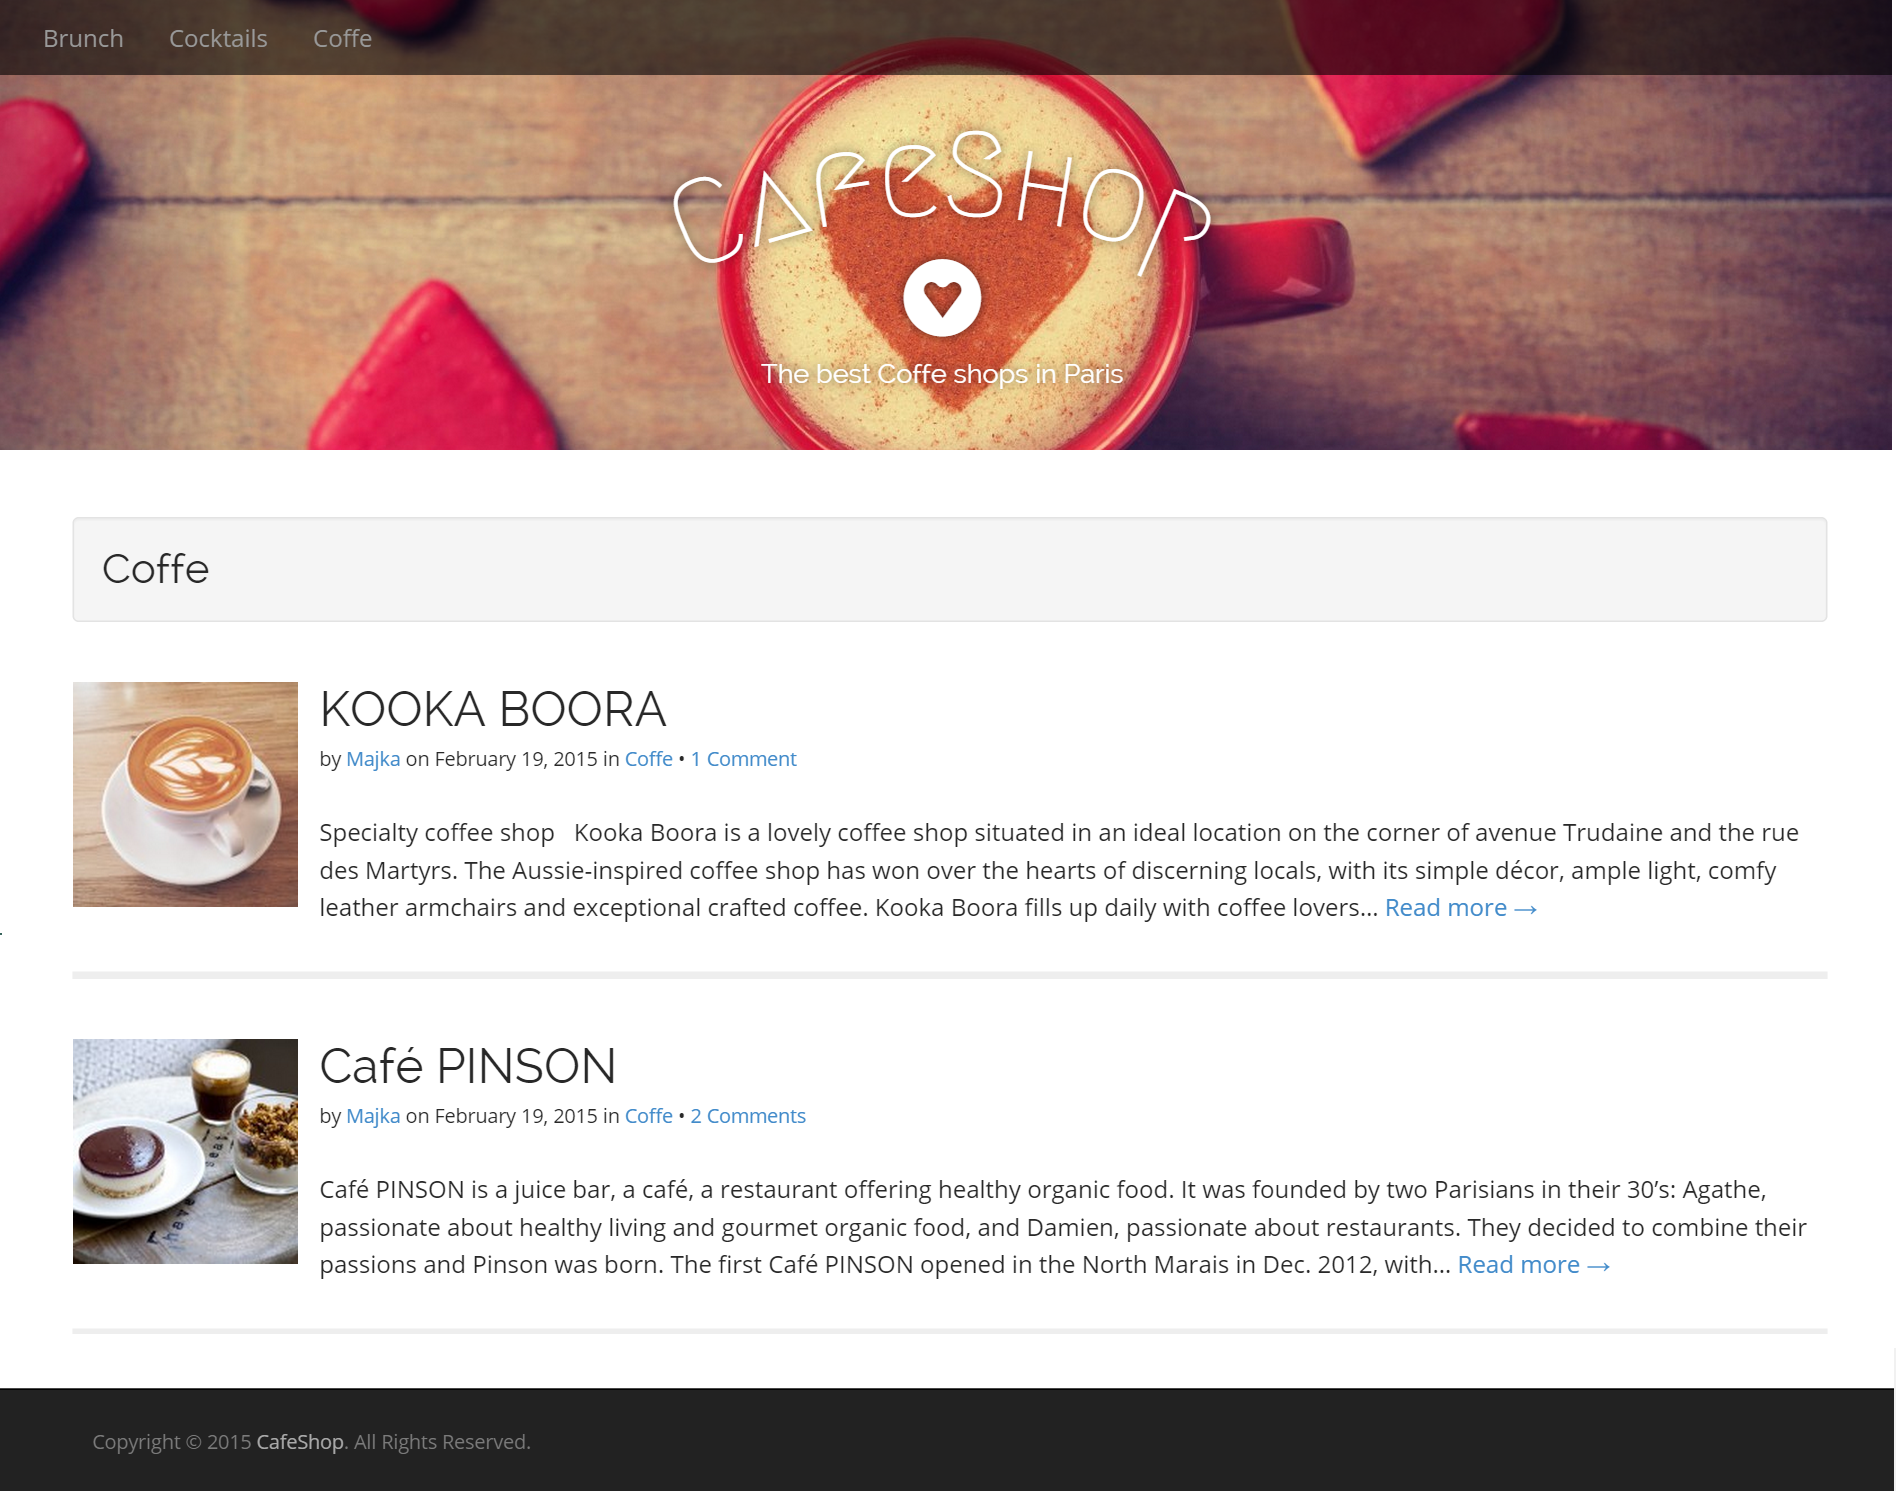 Brunch Cocktails Coffe
CAFESHOP
The best Coffe shops in Paris
Coffe
KOOKA BOORA
by Majka on February 19, 2015 in Coffe • 1 Comment
Specialty coffee shop   Kooka Boora is a lovely coffee shop situated in an ideal location on the corner of avenue Trudaine and the rue
des Martyrs. The Aussie-inspired coffee shop has won over the hearts of discerning locals, with its simple décor, ample light, comfy
leather armchairs and exceptional crafted coffee. Kooka Boora fills up daily with coffee lovers... Read more →
Café PINSON
by Majka on February 19, 2015 in Coffe • 2 Comments
Café PINSON is a juice bar, a café, a restaurant offering healthy organic food. It was founded by two Parisians in their 30’s: Agathe,
passionate about healthy living and gourmet organic food, and Damien, passionate about restaurants. They decided to combine their
passions and Pinson was born. The first Café PINSON opened in the North Marais in Dec. 2012, with... Read more →
Copyright © 2015 CafeShop. All Rights Reserved.